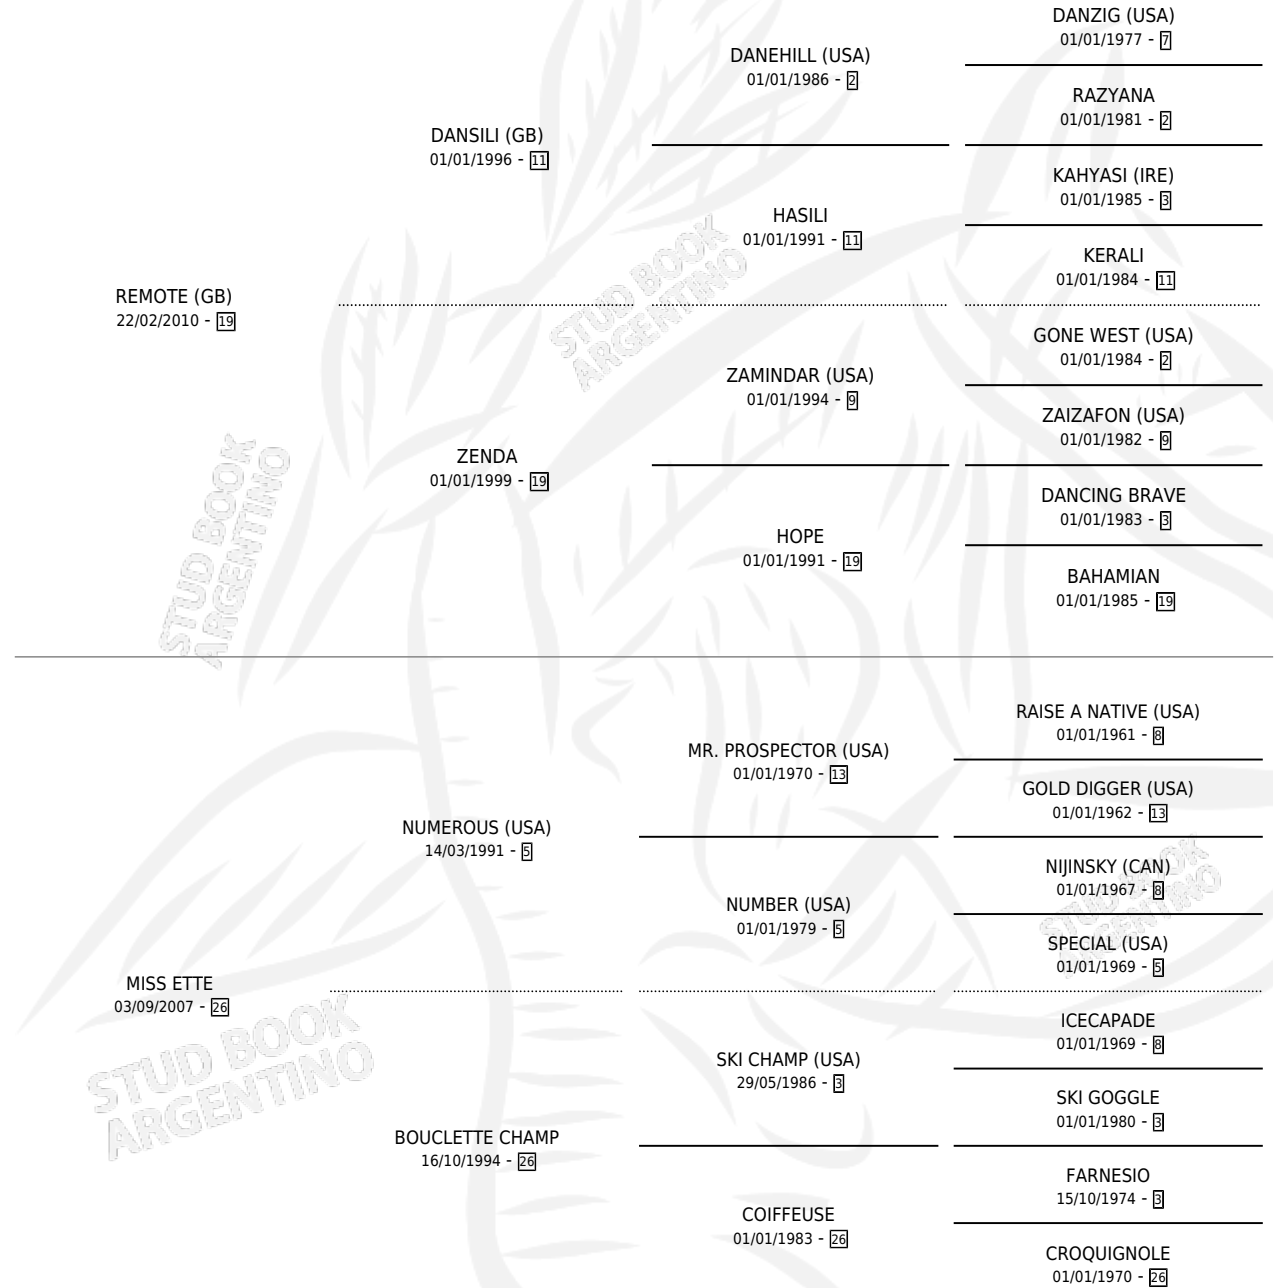 DANZIG (USA)
01/01/1977 - 7
DANEHILL (USA)
01/01/1986 - 2
RAZYANA
01/01/1981 - 2
DANSILI (GB)
01/01/1996 - 11
KAHYASI (IRE)
01/01/1985 - 3
HASILI
01/01/1991 - 11
KERALI
01/01/1984 - 11
REMOTE (GB)
22/02/2010 - 19
STUD BOOK
ARGENTINO
GONE WEST (USA)
01/01/1984 - 2
ZAMINDAR (USA)
01/01/1994 - 9
ZAIZAFON (USA)
01/01/1982 - 9
ZENDA
01/01/1999 - 19
DANCING BRAVE
01/01/1983 - 3
HOPE
01/01/1991 - 19
BAHAMIAN
01/01/1985 - 19
STUD BOOK
ARGENTINO
RAISE A NATIVE (USA)
01/01/1961 - 8
MR. PROSPECTOR (USA)
01/01/1970 - 13
GOLD DIGGER (USA)
01/01/1962 - 13
NUMEROUS (USA)
14/03/1991 - 5
NIJINSKY (CAN)
01/01/1967 - 8
NUMBER (USA)
01/01/1979 - 5
STUD BOOK
ARGENTINO
SPECIAL (USA)
01/01/1969 - 5
MISS ETTE
03/09/2007 - 26
ICECAPADE
01/01/1969 - 8
STUD BOOK
ARGENTINO
SKI CHAMP (USA)
29/05/1986 - 3
SKI GOGGLE
01/01/1980 - 3
BOUCLETTE CHAMP
16/10/1994 - 26
FARNESIO
15/10/1974 - 3
COIFFEUSE
01/01/1983 - 26
CROQUIGNOLE
01/01/1970 - 26